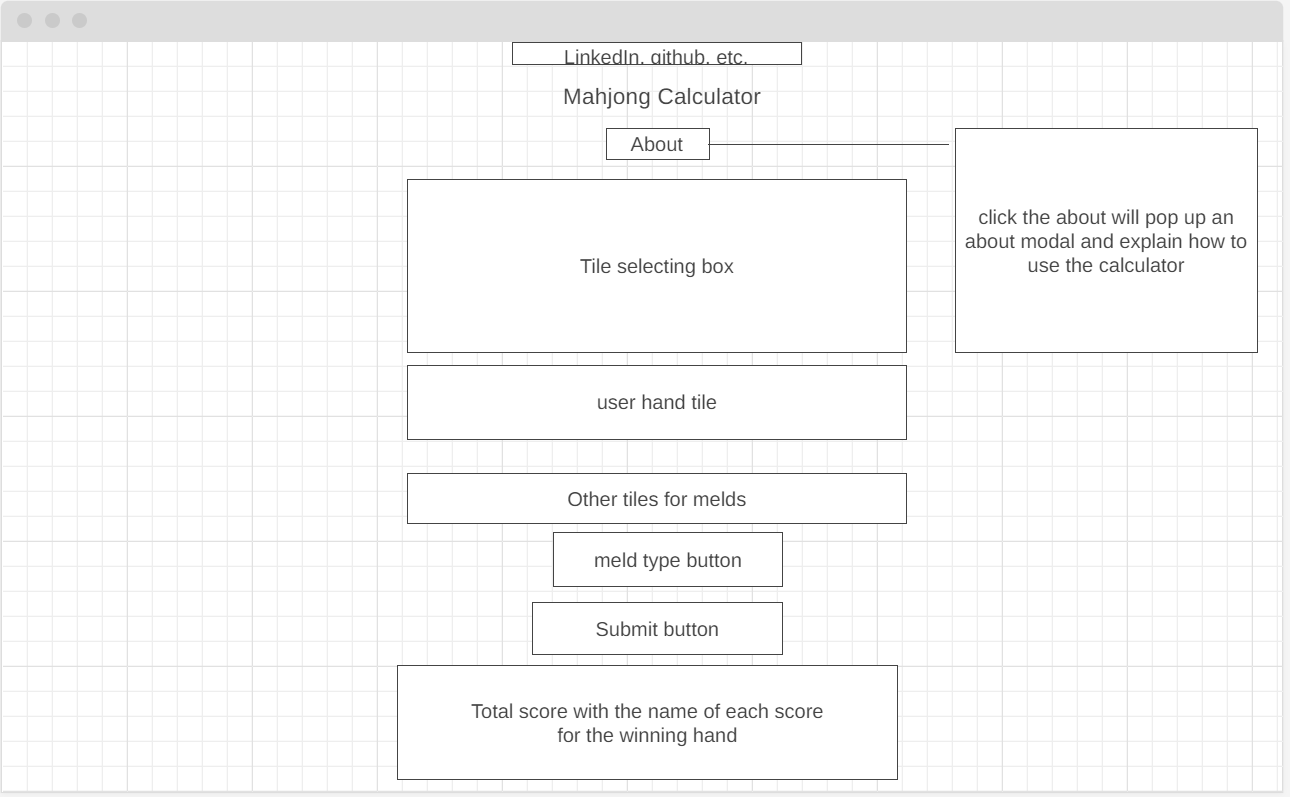 LinkedIn, github, etc.
Mahjong Calculator
About
click the about will pop up an
about modal and explain how to
use the calculator
Tile selecting box
user hand tile
Other tiles for melds
meld type button
Submit button
Total score with the name of each score
for the winning hand